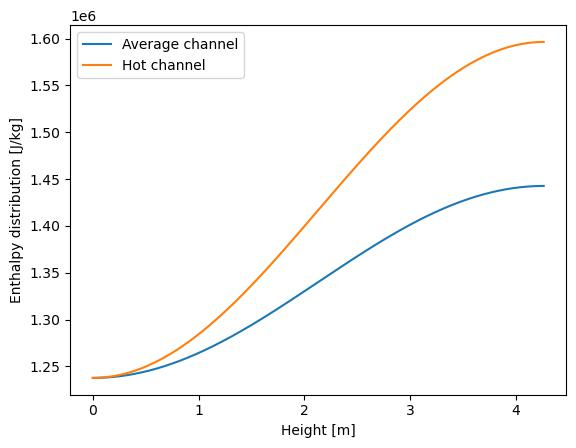 1e6
Average channel
Hot channel
1.60
1.55
1.50
1.45
1.40
1.35
1.30
1.25
Enthalpy distribution [J/kg]
0 1 2 3 4
Height [m]